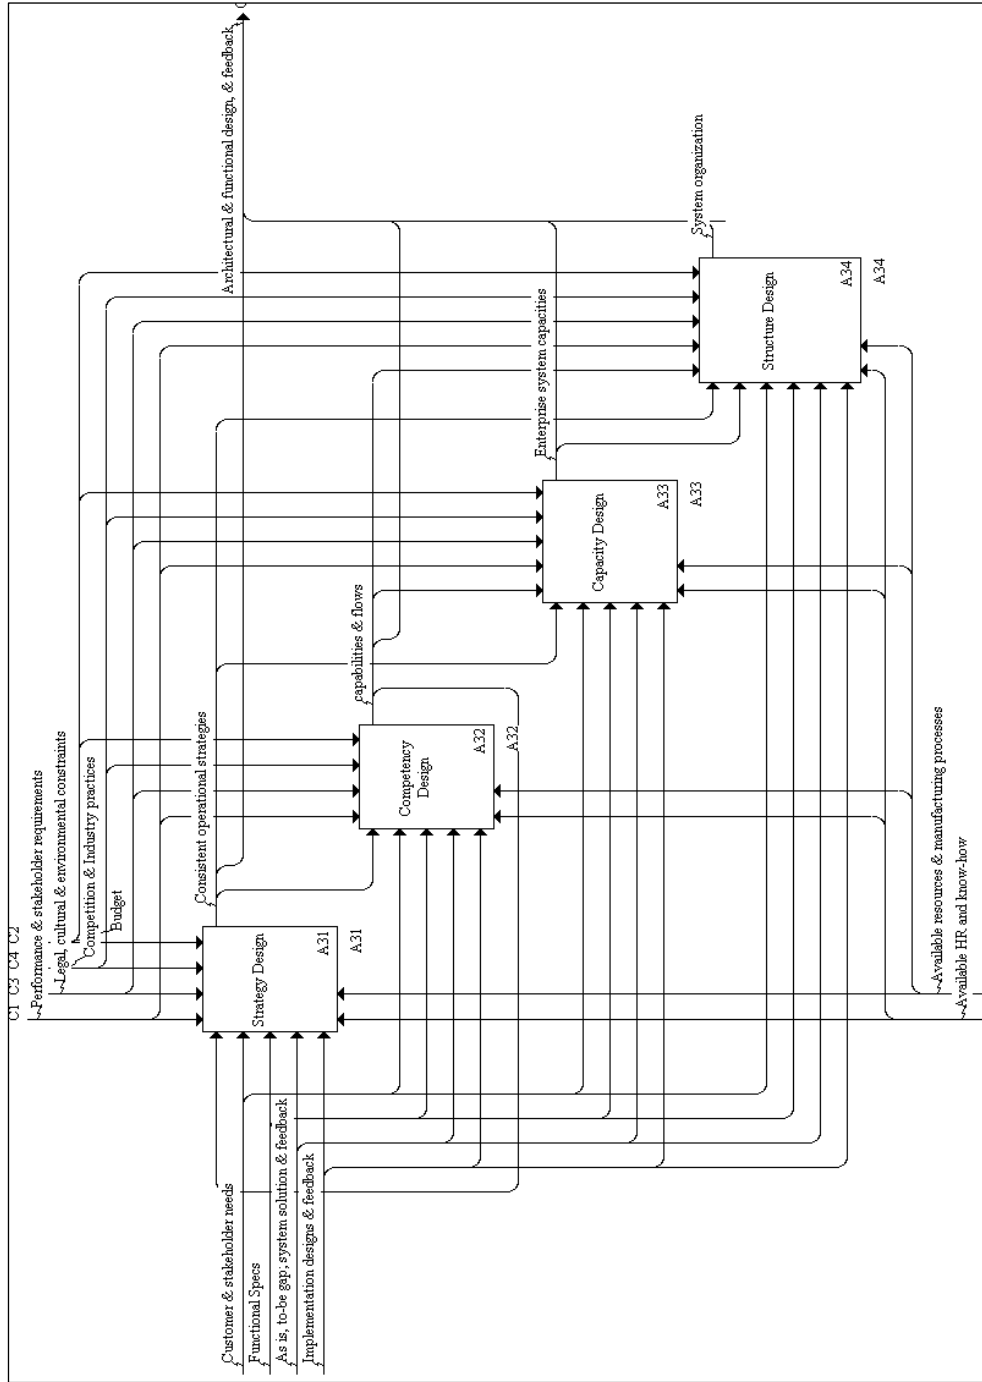 C1 C3 C4 C2
Performance & stakeholder requirements
Legal, cultural & environmental constraints
Competition & Industry practices
Budget
Customer & stakeholder needs
Functional Specs
As is, to-be gap; system solution & feedback
Implementation designs & feedback
Strategy Design
A31
A31
Consistent operational strategies
Competency
Design
A32
A32
capabilities & flows
Capacity Design
A33
A33
Enterprise system capacities
Structure Design
A34
A34
System organization
Architectural & functional design, & feedback
Available resources & manufacturing processes
Available HR and know-how